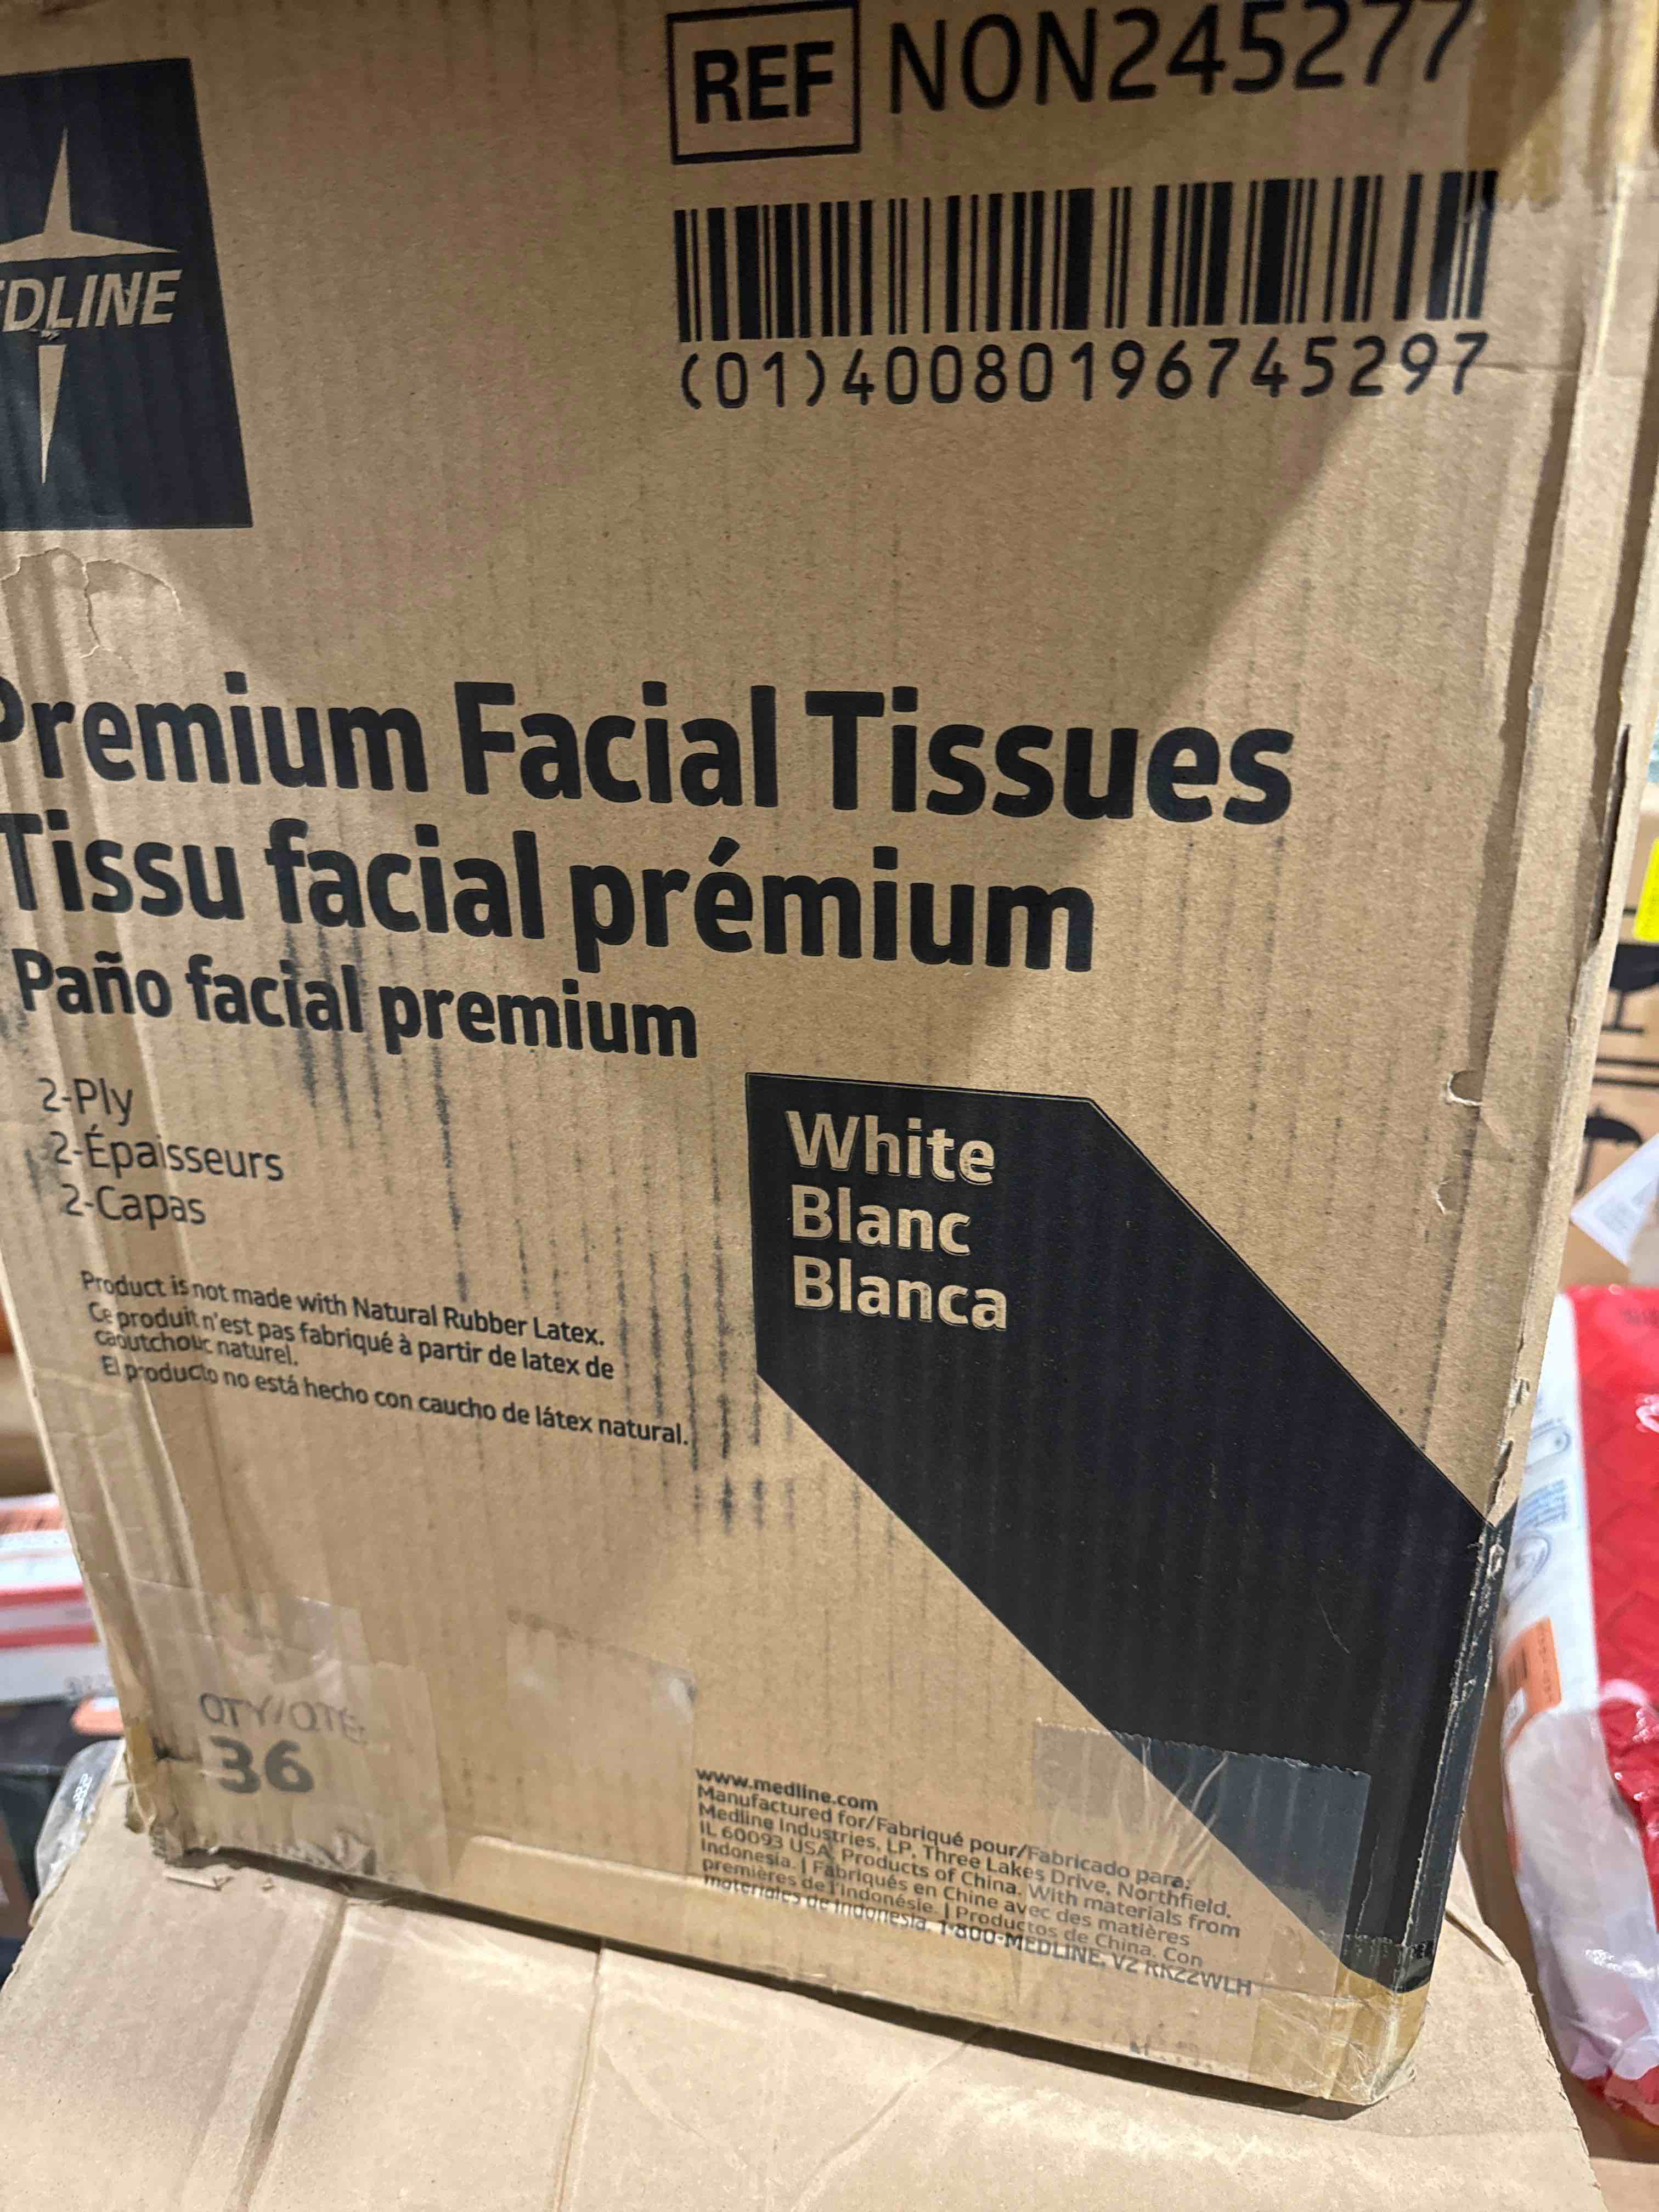 REF NON245277
EDLINE
(01)40080196745297
Premium Facial Tissues
Tissu facial prémium
Paño facial premium
2-Ply
2-Épaisseurs
2-Capas
White
Blanc
Blanca
Product is not made with Natural Rubber Latex.
Ce produit n'est pas fabriqué à partir de latex de
caoutchouc naturel.
El producto no está hecho con caucho de látex natural.
QTY/QTÉ:
36
www.medline.com
Manufactured for/Fabriqué pour/Fabricado para:
Medline Industries, LP, Three Lakes Drive, Northfield,
IL 60093 USA. Products of China. With materials from
Indonesia. | Fabriqués en Chine avec des matières
premières de l'Indonésie. | Productos de China. Con
materiales de Indonesia. 1-800-MEDLINE, V2 RK22WLH